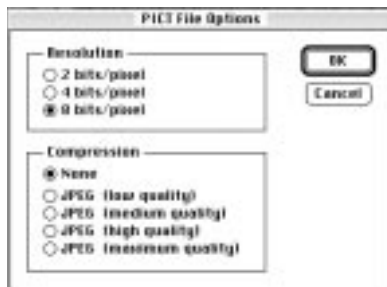 PICT File Options
Resolution
2 bits/pixel
4 bits/pixel
8 bits/pixel
OK
Cancel
Compression
None
JPEG (low quality)
JPEG (medium quality)
JPEG (high quality)
JPEG (maximum quality)